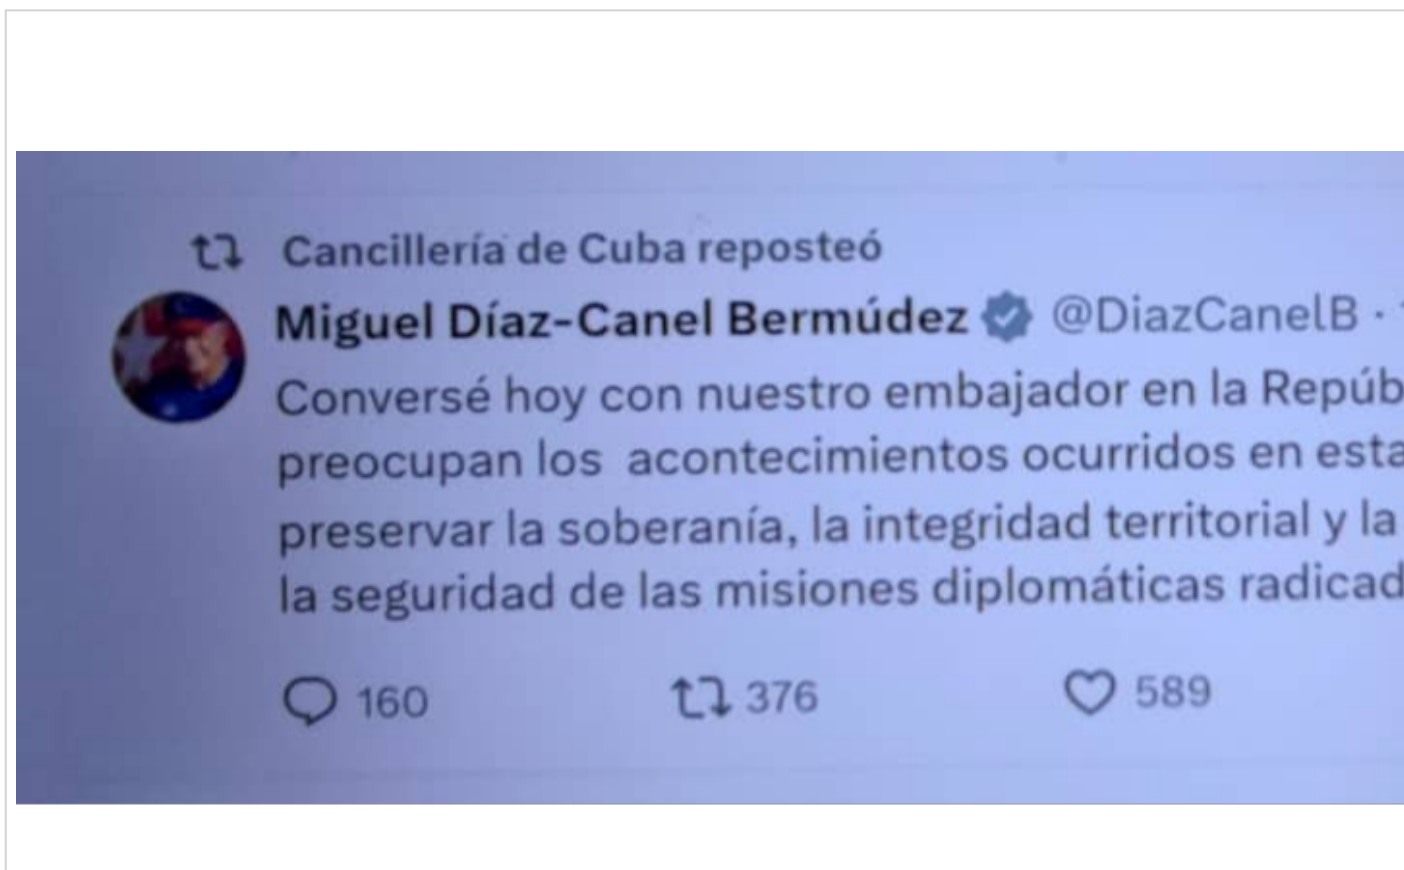 Cancillería de Cuba reposteó
Miguel Díaz-Canel Bermúdez @DiazCanelB ·
Conversé hoy con nuestro embajador en la
preocupan los acontecimientos ocurridos en
preservar la soberanía, la integridad territorial y la
la seguridad de las misiones diplomáticas
160 376 589